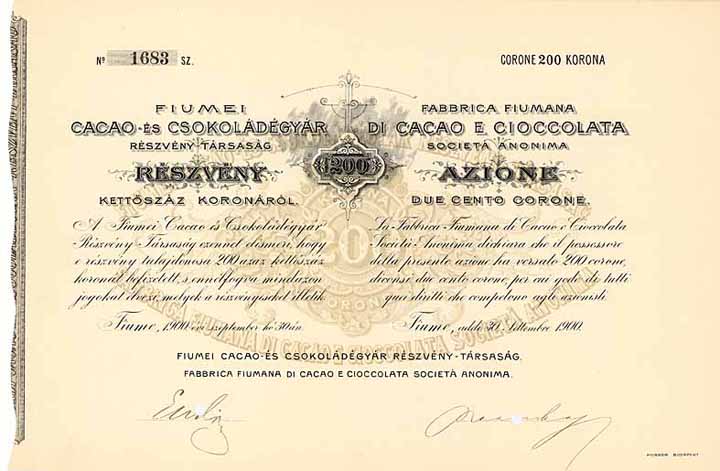 Nº 1683 SZ.
CORONE 200 KORONA
FIUMEI
CACAO- ÉS CSOKOLÁDÉGYÁR
RÉSZVÉNY TÁRSASÁG
RÉSZVÉNY
KETTŐSZÁZ KORONÁRÓL.
A Fiumei Cacao és Csokoládégyár
Részvény-Társaság ezennel elismeri, hogy
e részvény tulajdonosa 200 azaz kettőszáz
koronát befizetett, s ennélfogva mindazon
jogokat élvezi, melyek a részvényeseket illetik.
Fiume, 1900 évi szeptember hó 30án.
200
FABBRICA FIUMANA
DI CACAO E CIOCCOLATA
SOCIETÀ ANONIMA
AZIONE
DUE CENTO CORONE.
La Fabbrica Fiumana di Cacao e Cioccolata
Società Anonima dichiara che il possessore
della presente azione ha versato 200 corone,
dicensi due cento corone, per cui gode di tutti
quei diritti che competono agli azionisti.
Fiume, addì 30. Settembre 1900.
FIUMEI CACAO- ÉS CSOKOLÁDÉGYÁR RÉSZVÉNY-TÁRSASÁG.
FABBRICA FIUMANA DI CACAO E CIOCCOLATA SOCIETÀ ANONIMA.
BUDAPEST